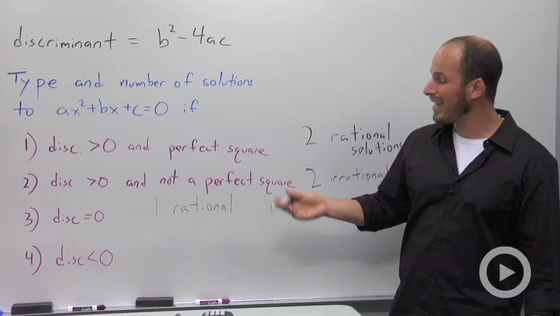 discriminant = b²-4ac
Type and number of solutions
to ax²+bx+c=0 if
1) disc. >0 and perfect square
2 rational
solutions
2) disc. >0 and not a perfect square
2 irrational
3) disc=0
1 rational
4) disc<0